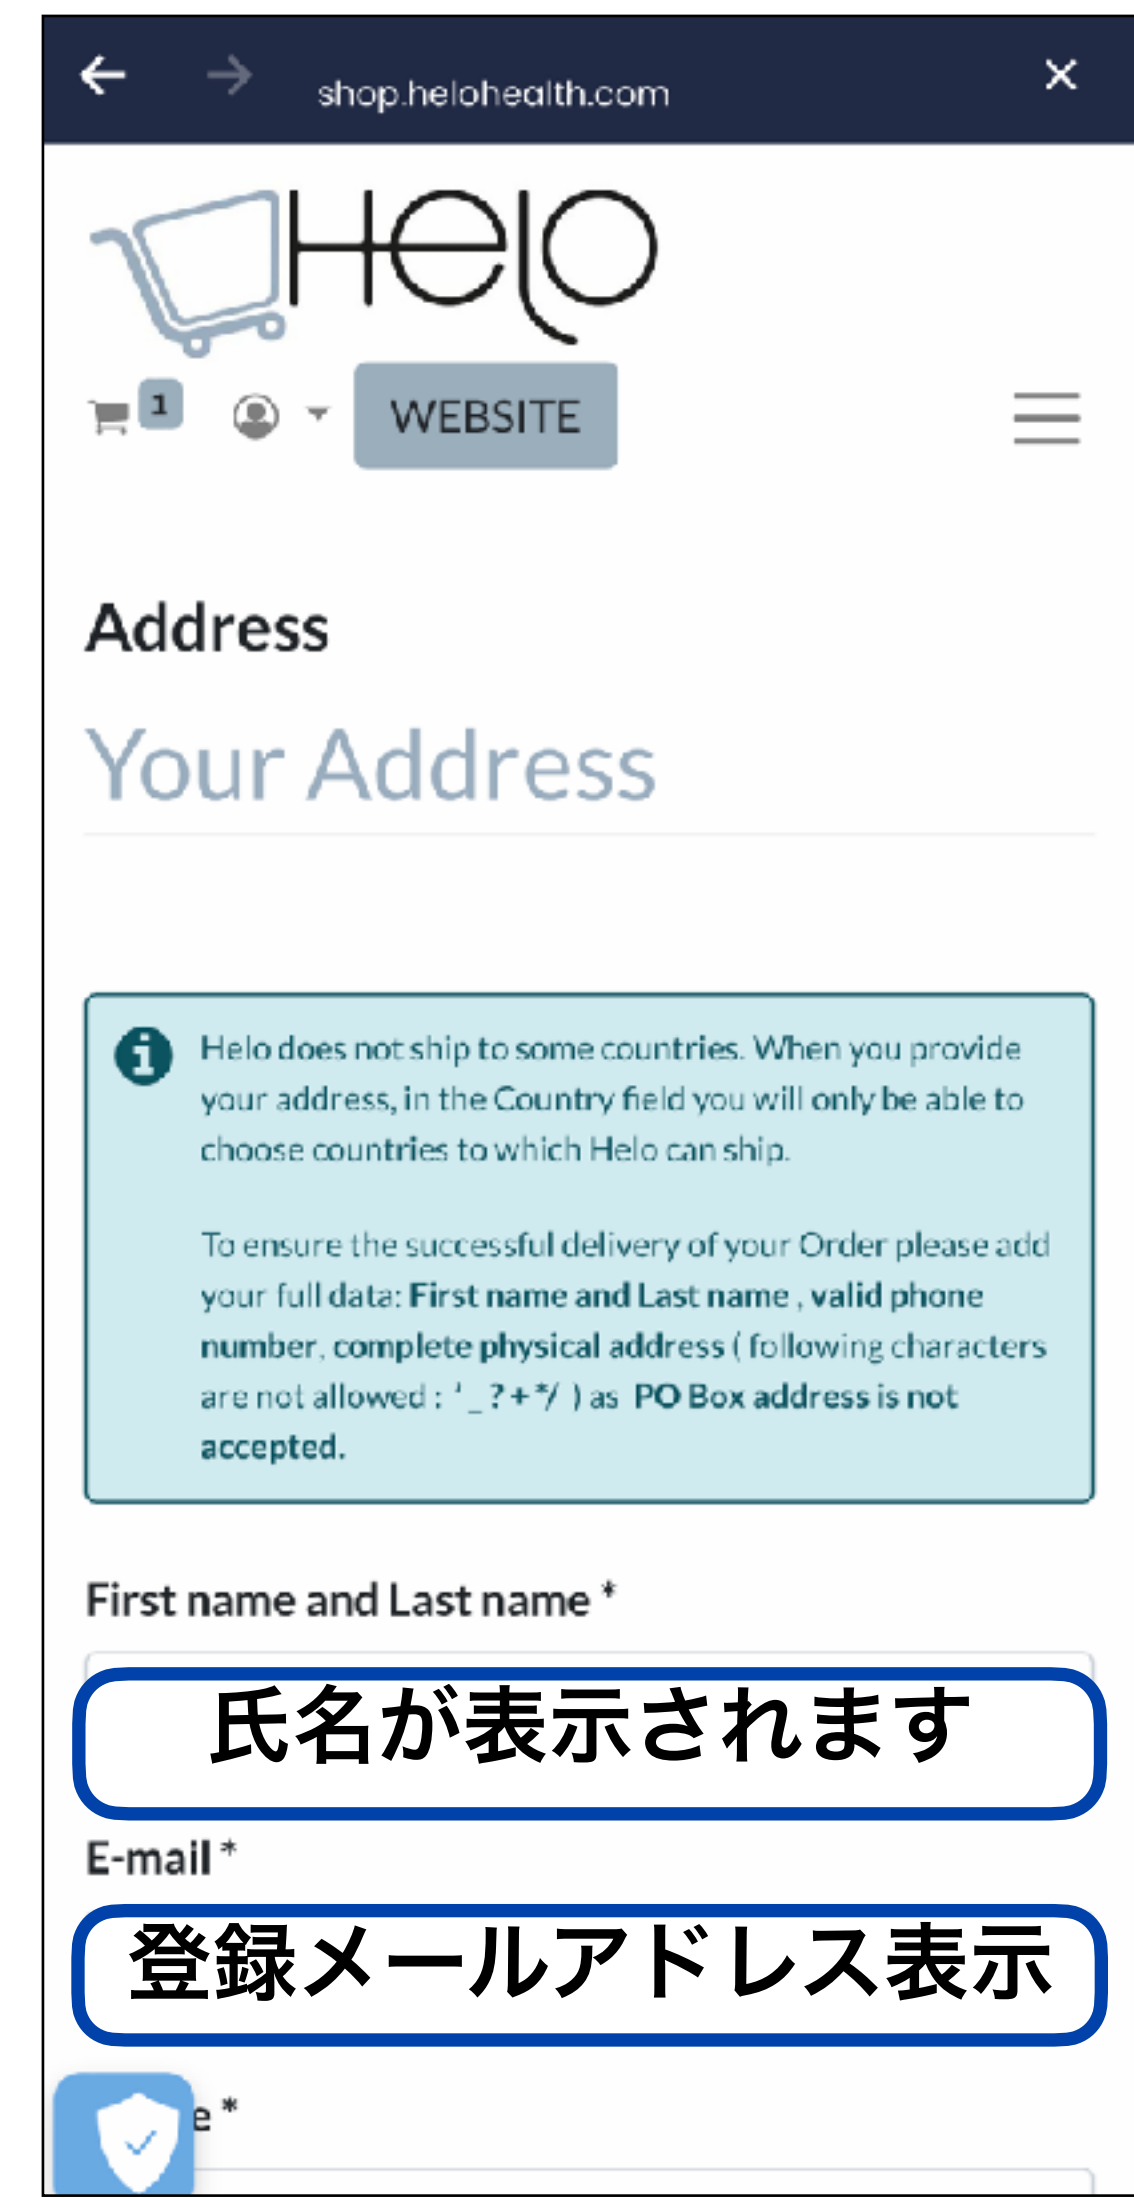 shop.helohealth.com
Helo
1
WEBSITE
Address
Your Address
Helo does not ship to some countries. When you provide
your address, in the Country field you will only be able to
choose countries to which Helo can ship.
To ensure the successful delivery of your Order please add
your full data: First name and Last name , valid phone
number, complete physical address ( following characters
are not allowed : ' _ ? + */ ) as PO Box address is not
accepted.
First name and Last name *
氏名が表示されます
E-mail *
登録メールアドレス表示
e *